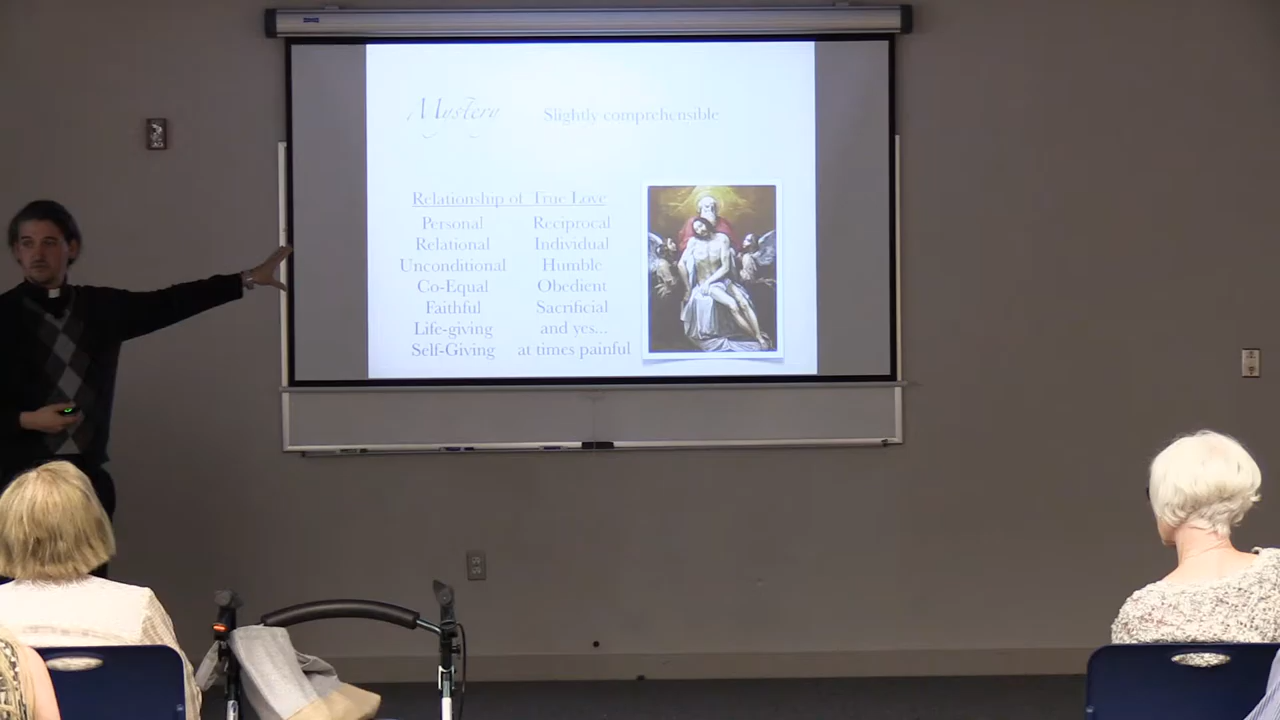 Mystery Slightly comprehensible
Relationship of True Love
Personal Reciprocal
Relational Individual
Unconditional Humble
Co-Equal Obedient
Faithful Sacrificial
Life-giving and yes...
Self-Giving at times painful